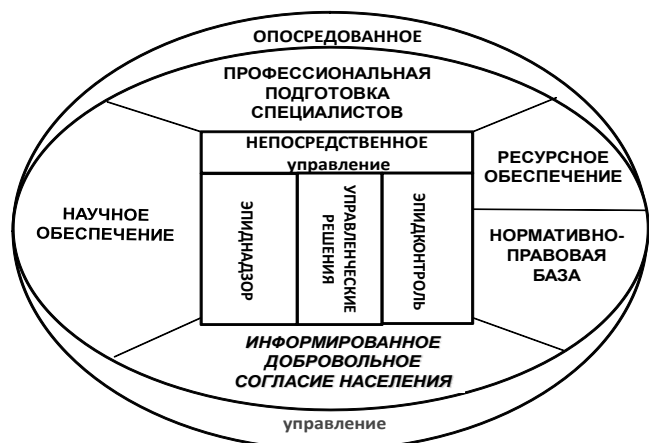 ОПОСРЕДОВАННОЕ
ПРОФЕССИОНАЛЬНАЯ
ПОДГОТОВКА
СПЕЦИАЛИСТОВ
НЕПОСРЕДСТВЕННОЕ
управление
РЕСУРСНОЕ
ОБЕСПЕЧЕНИЕ
НАУЧНОЕ
ОБЕСПЕЧЕНИЕ
ЭПИДНАДЗОР
УПРАВЛЕНЧЕСКИЕ
РЕШЕНИЯ
ЭПИДКОНТРОЛЬ
НОРМАТИВНО-
ПРАВОВАЯ
БАЗА
ИНФОРМИРОВАННОЕ
ДОБРОВОЛЬНОЕ
СОГЛАСИЕ НАСЕЛЕНИЯ
управление